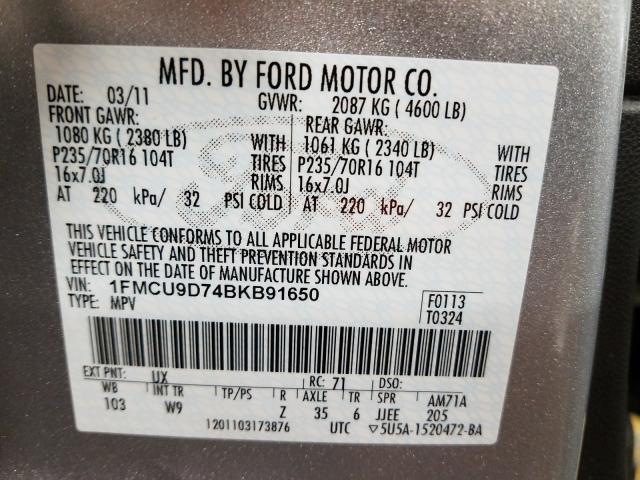 MFD. BY FORD MOTOR CO.
DATE: 03/11 GVWR: 2087 KG ( 4600 LB)
FRONT GAWR: REAR GAWR:
1080 KG ( 2380 LB) WITH 1061 KG ( 2340 LB) WITH
P235/70R16 104T TIRES P235/70R16 104T TIRES
16x7.0J RIMS 16x7.0J RIMS
AT 220 kPa/ 32 PSI COLD AT 220 kPa/ 32 PSI COLD
THIS VEHICLE CONFORMS TO ALL APPLICABLE FEDERAL MOTOR
VEHICLE SAFETY AND THEFT PREVENTION STANDARDS IN
EFFECT ON THE DATE OF MANUFACTURE SHOWN ABOVE.
VIN: 1FMCU9D74BKB91650 F0113
TYPE: MPV T0324
EXT PNT: UX RC: 71 DSO:
WB INT TR TP/PS R AXLE TR SPR AM71A
103 W9 Z 35 6 JJEE 205
1201103173876 UTC ▽5U5A-1520472-BA